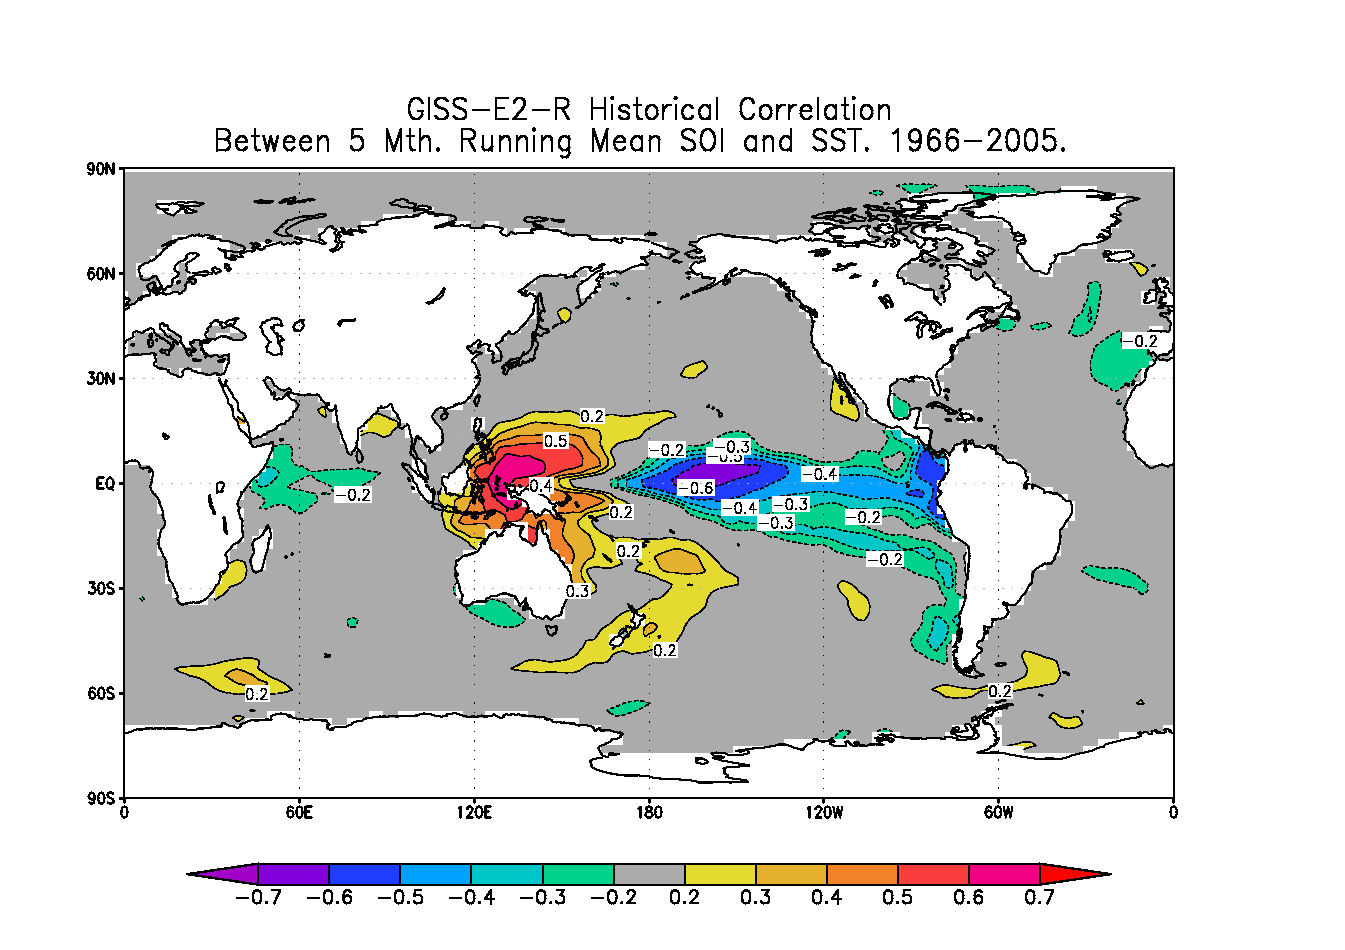 GISS-E2-R Historical Correlation
Between 5 Mth. Running Mean SOI and SST. 1966-2005.
90N
60N
30N
EQ
30S
60S
90S
0 60E 120E 180 120W 60W 0
-0.2
0.2
0.5
-0.2 -0.3
-0.4
0.4
-0.6
-0.2
0.2
-0.4 -0.3
-0.3
-0.2
0.2
-0.2
0.3
0.2
0.2
0.2
-0.7 -0.6 -0.5 -0.4 -0.3 -0.2 0.2 0.3 0.4 0.5 0.6 0.7